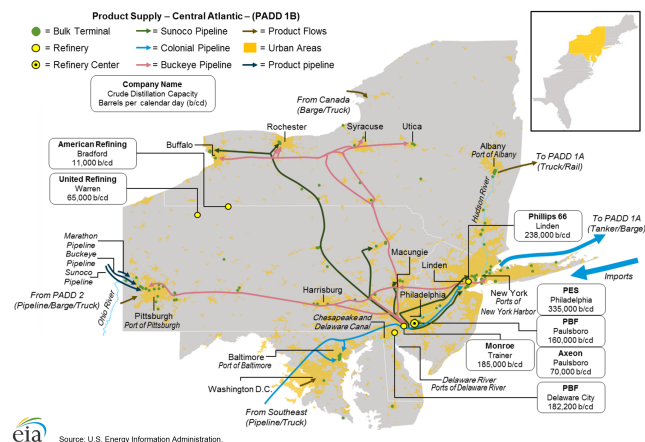 Product Supply – Central Atlantic – (PADD 1B)
= Bulk Terminal
= Sunoco Pipeline
= Product Flows
= Refinery
= Colonial Pipeline
= Urban Areas
= Refinery Center
= Buckeye Pipeline
= Product pipeline
Company Name
Crude Distillation Capacity
Barrels per calendar day (b/cd)
From Canada
(Barge/Truck)
Rochester
Syracuse
Utica
Buffalo
Albany
Port of Albany
To PADD 1A
(Truck/Rail)
American Refining
Bradford
11,000 b/cd
United Refining
Warren
65,000 b/cd
Hudson River
Phillips 66
Linden
238,000 b/cd
To PADD 1A
(Tanker/Barge)
Marathon
Pipeline
Buckeye
Pipeline
Sunoco
Pipeline
Macungie
Linden
Imports
From PADD 2
(Pipeline/Barge/Truck)
Ohio River
Pittsburgh
Port of Pittsburgh
Harrisburg
Philadelphia
New York
Ports of
New York Harbor
Chesapeake and
Delaware Canal
PES
Philadelphia
335,000 b/cd
PBF
Paulsboro
160,000 b/cd
Axeon
Paulsboro
70,000 b/cd
PBF
Delaware City
182,200 b/cd
Monroe
Trainer
185,000 b/cd
Baltimore
Port of Baltimore
Washington D.C.
Delaware River
Ports of Delaware River
From Southeast
(Pipeline/Truck)
eia
Source: U.S. Energy Information Administration.